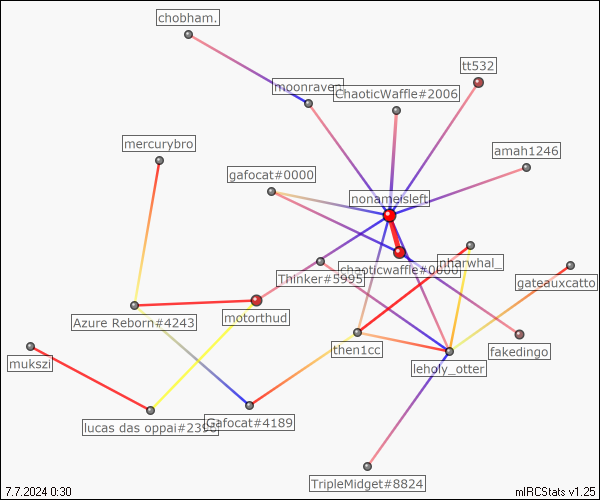 chobham.
tt532
moonraven
ChaoticWaffle#2006
mercurybro
amah1246
gafocat#0000
nonameisleft
nharwhal_
chaoticwaffle#0000
Thinker#5995
gateauxcatto
Azure Reborn#4243
motorthud
then1cc
fakedingo
mukszi
leholy_otter
lucas das oppai#2396
Gafocat#4189
TripleMidget#8824
7.7.2024 0:30
mIRCStats v1.25